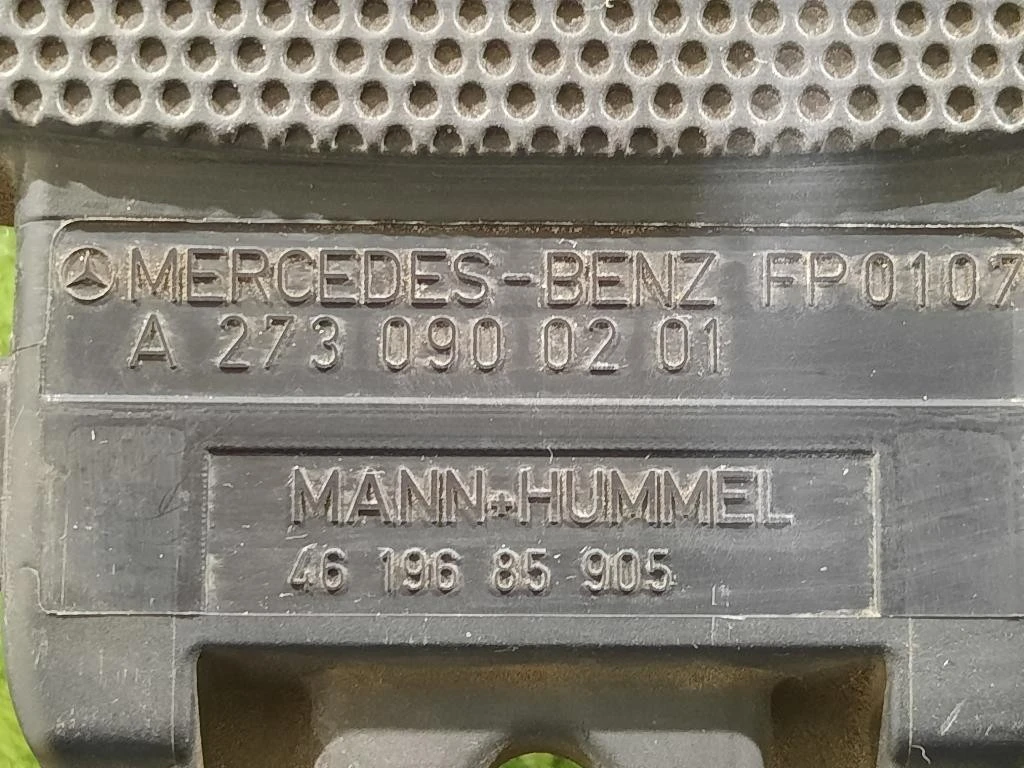 MERCEDES-BENZ FP0107
A 273 090 02 01
MANN+HUMMEL
46 196 85 905